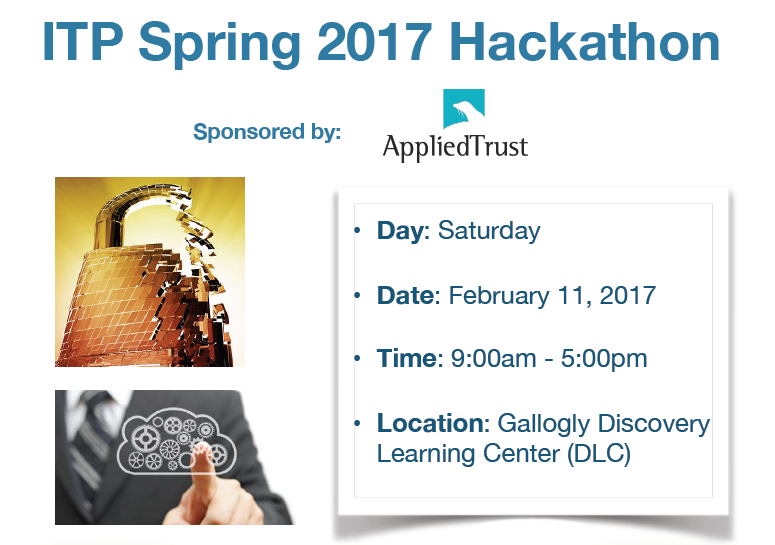 ITP Spring 2017 Hackathon
Sponsored by:
AppliedTrust
• Day: Saturday
• Date: February 11, 2017
• Time: 9:00am - 5:00pm
• Location: Gallogly Discovery
Learning Center (DLC)